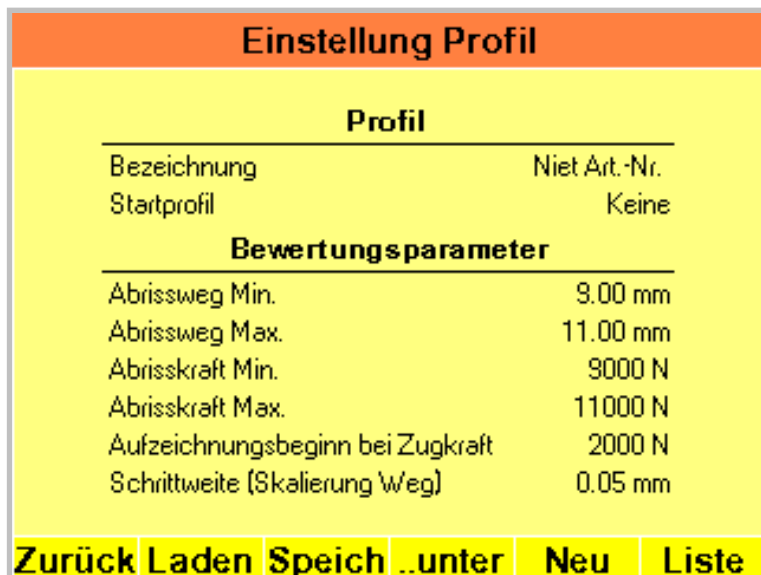 Einstellung Profil
Profil
Bezeichnung Niet Art.-Nr.
Startprofil Keine
Bewertungsparameter
Abrissweg Min. 9.00 mm
Abrissweg Max. 11.00 mm
Abrisskraft Min. 9000 N
Abrisskraft Max. 11000 N
Aufzeichnungsbeginn bei Zugkraft 2000 N
Schrittweite (Skalierung Weg) 0.05 mm
Zurück Laden Speich ..unter Neu Liste